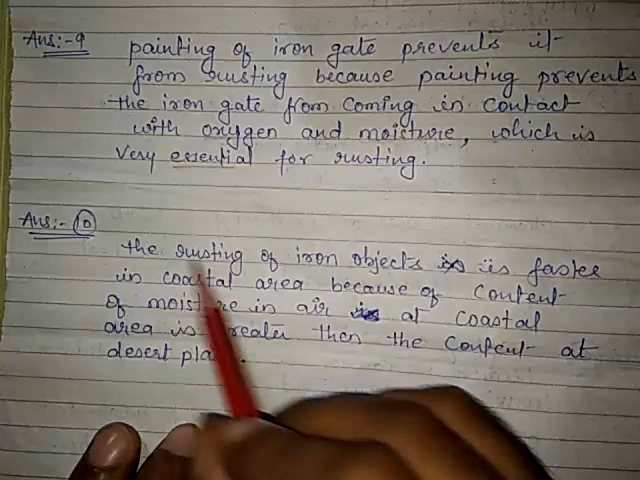 Ans:- 9 painting of iron gate prevents it
from rusting because painting prevents
the iron gate from coming in contact
with oxygen and moisture, which is
very essential for rusting.
Ans:- 10
the rusting of iron objects is faster
in coastal area because of content
of moisture in air at coastal
area is greater then the content at
desert